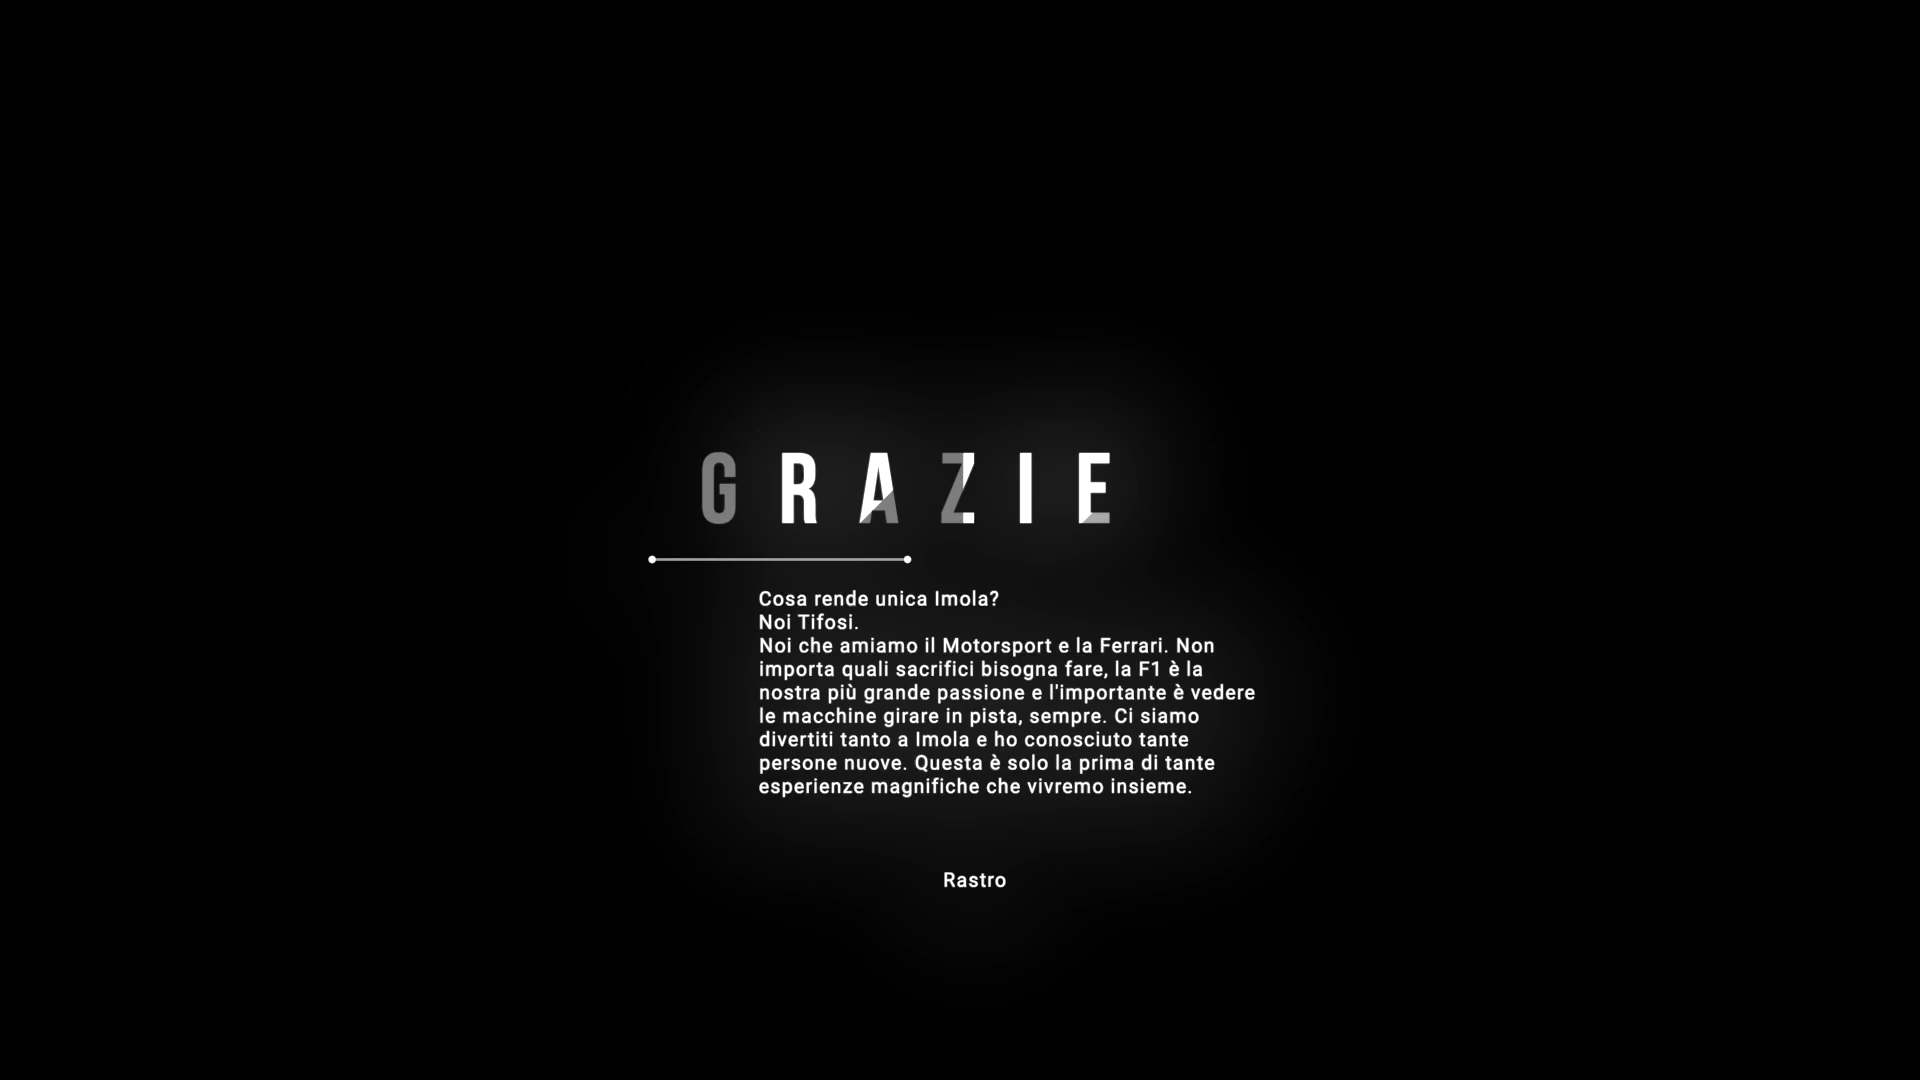 GRAZIE
Cosa rende unica Imola?
Noi Tifosi.
Noi che amiamo il Motorsport e la Ferrari. Non
importa quali sacrifici bisogna fare, la F1 è la
nostra più grande passione e l'importante è vedere
le macchine girare in pista, sempre. Ci siamo
divertiti tanto a Imola e ho conosciuto tante
persone nuove. Questa è solo la prima di tante
esperienze magnifiche che vivremo insieme.
Rastro